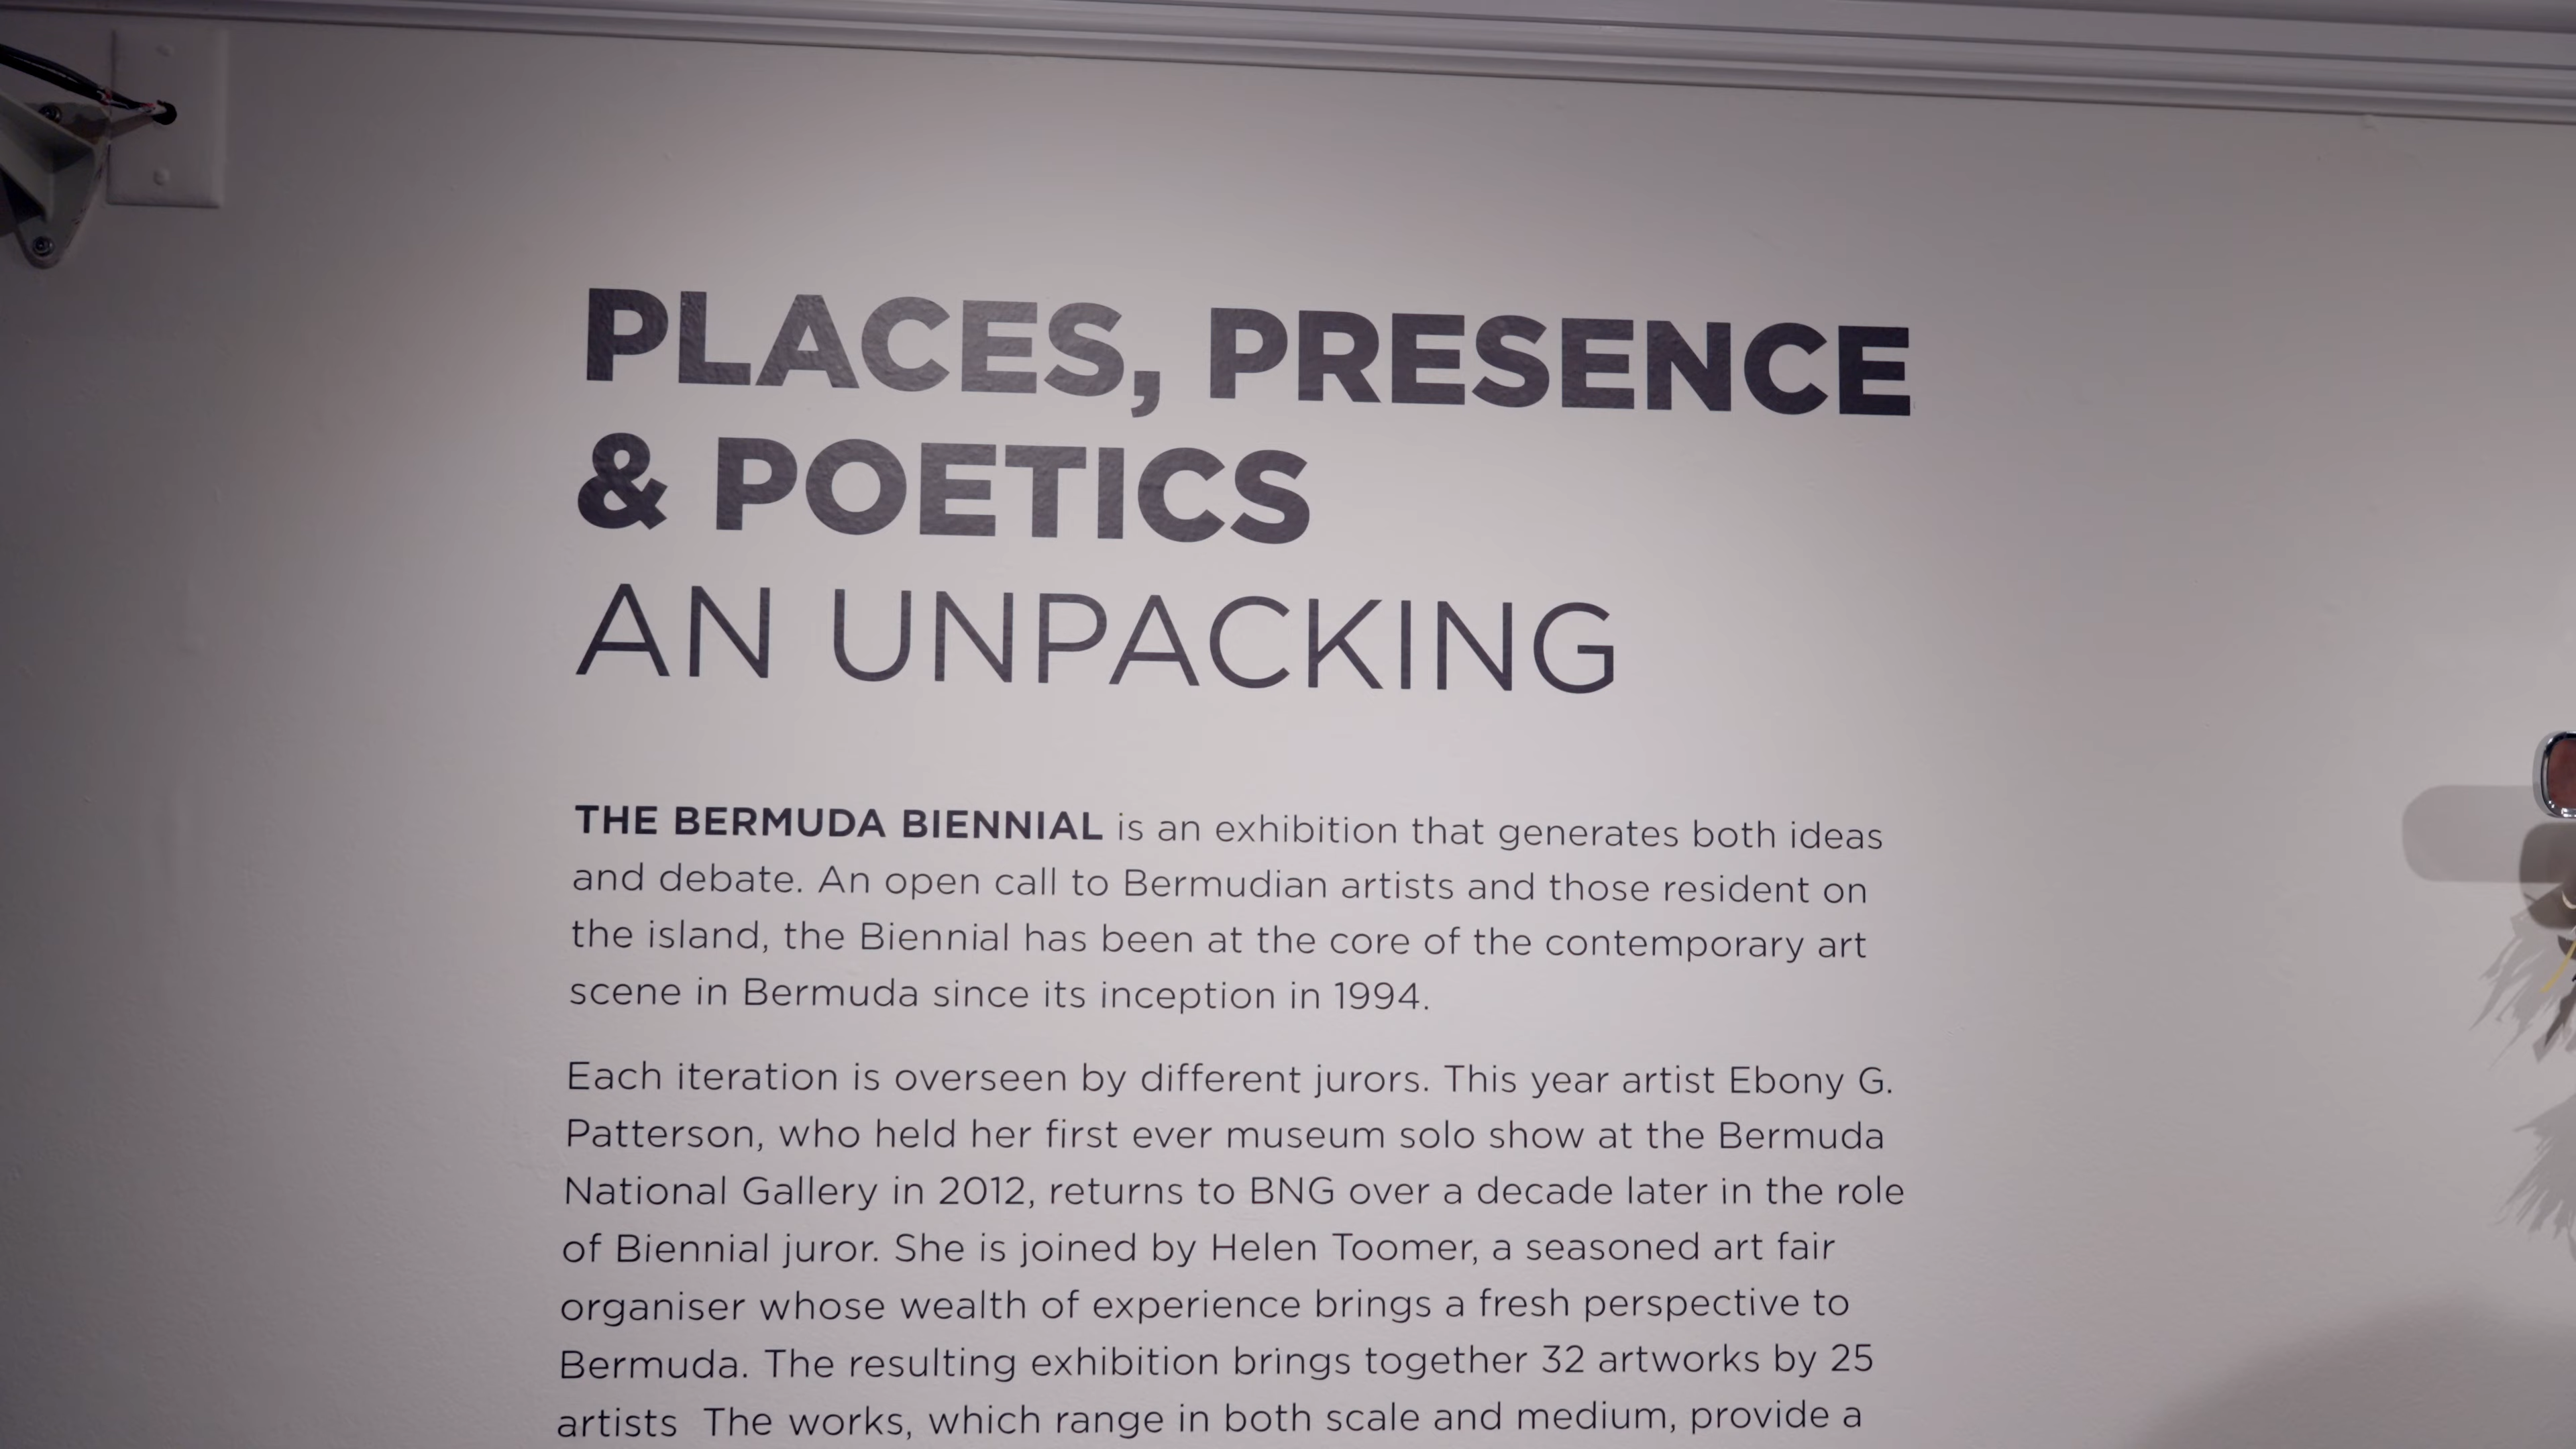 PLACES, PRESENCE
& POETICS
AN UNPACKING
THE BERMUDA BIENNIAL is an exhibition that generates both ideas
and debate. An open call to Bermudian artists and those resident on
the island, the Biennial has been at the core of the contemporary art
scene in Bermuda since its inception in 1994.
Each iteration is overseen by different jurors. This year artist Ebony G.
Patterson, who held her first ever museum solo show at the Bermuda
National Gallery in 2012, returns to BNG over a decade later in the role
of Biennial juror. She is joined by Helen Toomer, a seasoned art fair
organiser whose wealth of experience brings a fresh perspective to
Bermuda. The resulting exhibition brings together 32 artworks by 25
artists The works, which range in both scale and medium, provide a